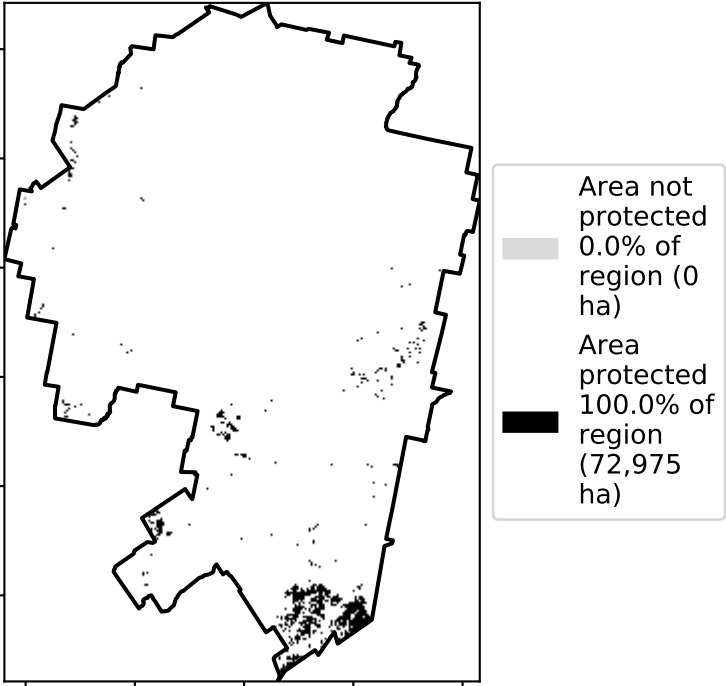 Area not
protected
0.0% of
region (0
ha)
Area
protected
100.0% of
region
(72,975
ha)